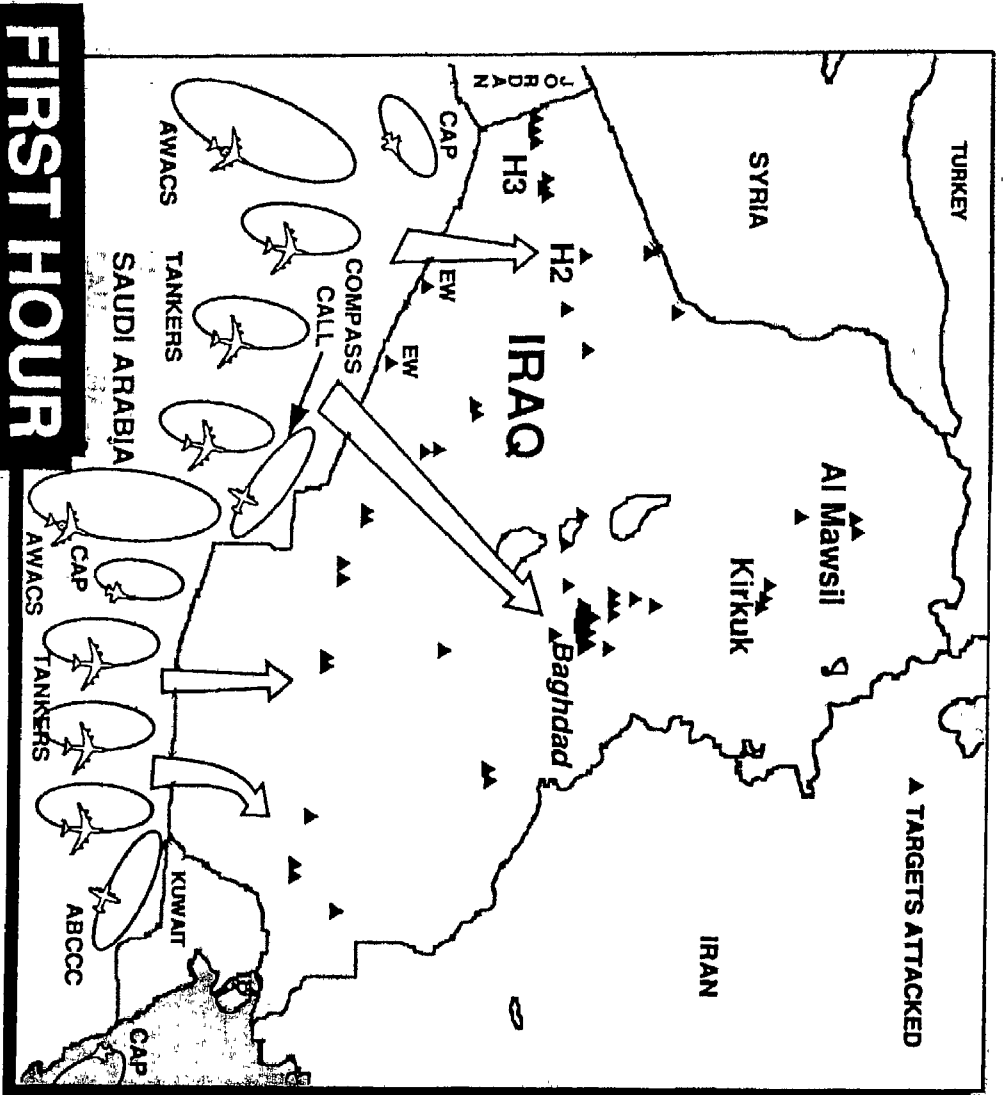 FIRST HOUR
TURKEY
SYRIA
▲ TARGETS ATTACKED
Al Mawsil
Kirkuk
IRAN
JORDAN
H3
H2
IRAQ
Baghdad
CAP
EW
EW
AWACS
COMPASS
CALL
TANKERS
SAUDI ARABIA
CAP
AWACS
TANKERS
KUWAIT
ABCCC
CAP